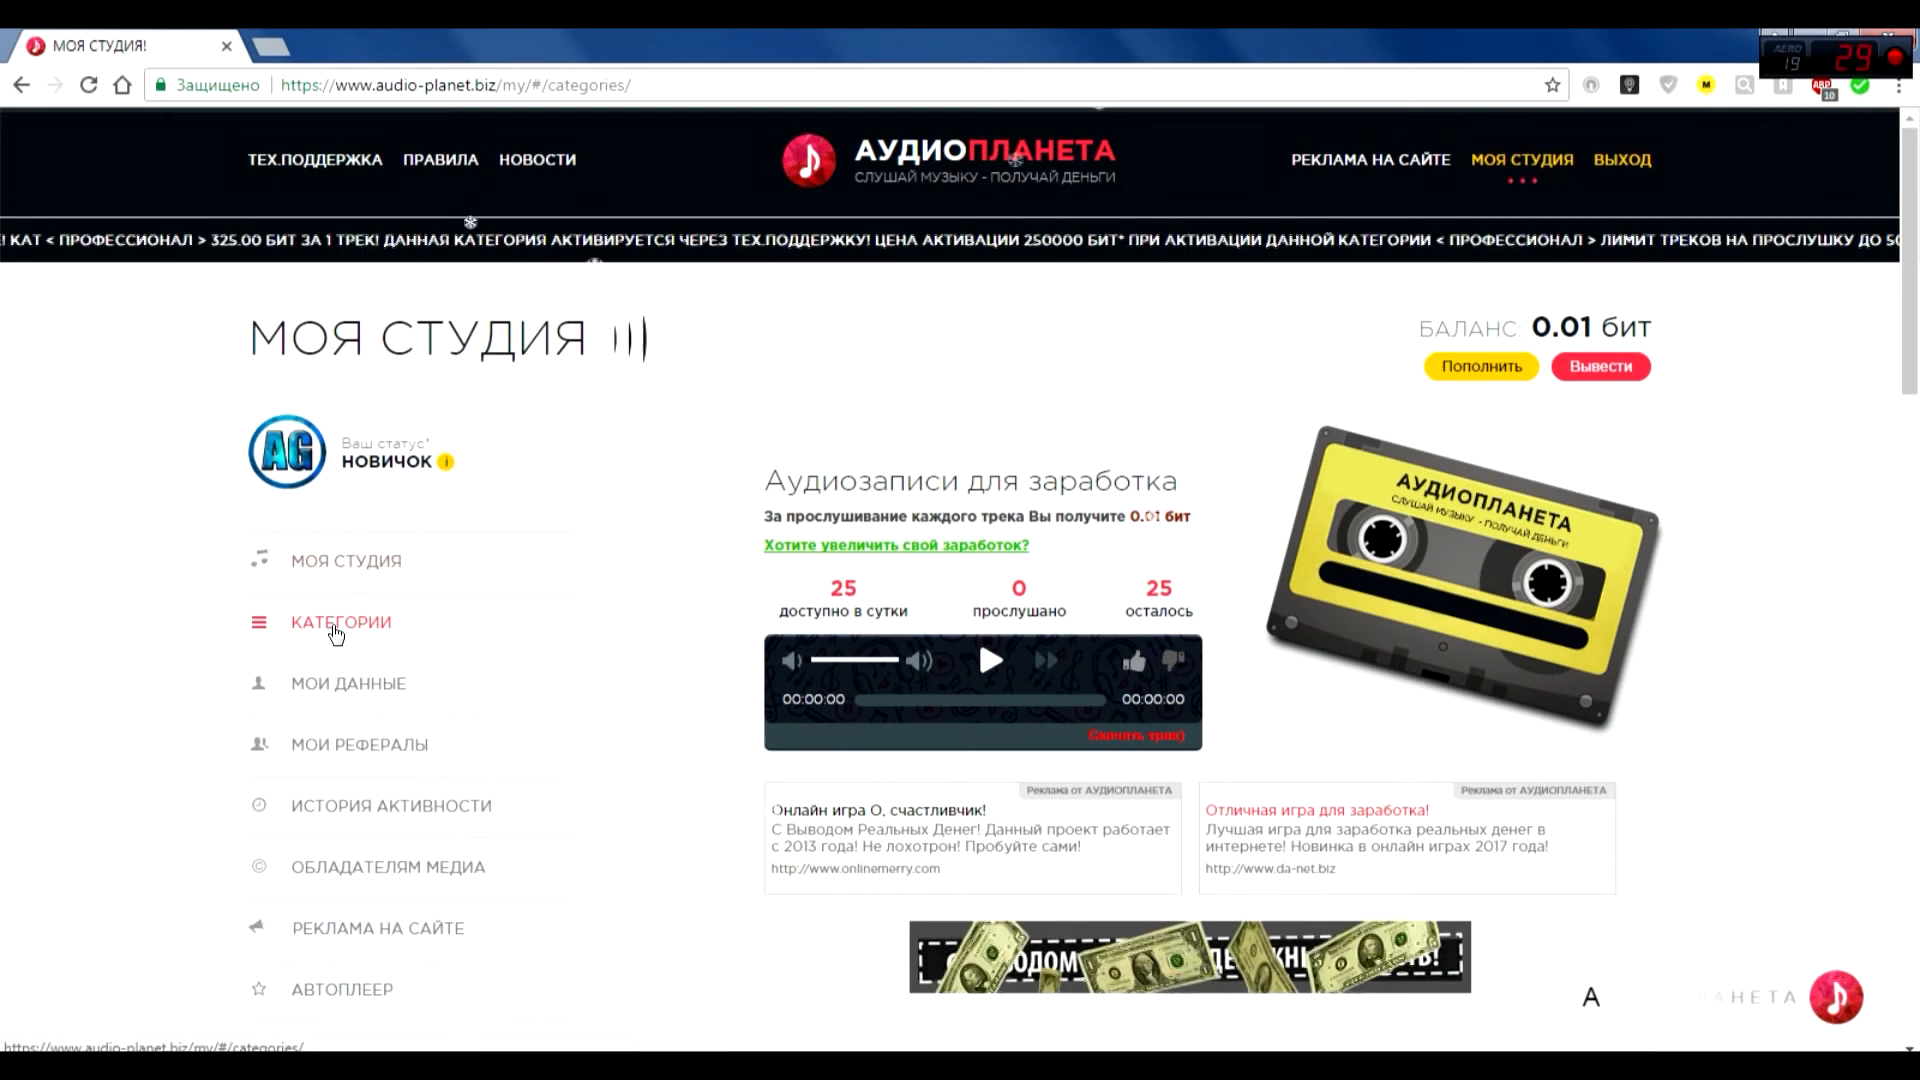 МОЯ СТУДИЯ!
AERO
19
29
Защищено
https://www.audio-planet.biz/my/#/categories/
M
ABP
10
ТЕХ.ПОДДЕРЖКА ПРАВИЛА НОВОСТИ
АУДИОПЛАНЕТА
СЛУШАЙ МУЗЫКУ - ПОЛУЧАЙ ДЕНЬГИ
РЕКЛАМА НА САЙТЕ МОЯ СТУДИЯ ВЫХОД
! КАТ < ПРОФЕССИОНАЛ > 325.00 БИТ ЗА 1 ТРЕК! ДАННАЯ КАТЕГОРИЯ АКТИВИРУЕТСЯ ЧЕРЕЗ ТЕХ.ПОДДЕРЖКУ! ЦЕНА АКТИВАЦИИ 250000 БИТ* ПРИ АКТИВАЦИИ ДАННОЙ КАТЕГОРИИ < ПРОФЕССИОНАЛ > ЛИМИТ ТРЕКОВ НА ПРОСЛУШКУ ДО
МОЯ СТУДИЯ
БАЛАНС: 0.01 бит
Пополнить
Вывести
AG
Ваш статус*
НОВИЧОК i
МОЯ СТУДИЯ
КАТЕГОРИИ
МОИ ДАННЫЕ
МОИ РЕФЕРАЛЫ
ИСТОРИЯ АКТИВНОСТИ
ОБЛАДАТЕЛЯМ МЕДИА
РЕКЛАМА НА САЙТЕ
АВТОПЛЕЕР
Аудиозаписи для заработка
За прослушивание каждого трека Вы получите 0.01 бит
Хотите увеличить свой заработок?
25 0 25
доступно в сутки прослушано осталось
00:00:00 00:00:00
Скачать трек)
АУДИОПЛАНЕТА
СЛУШАЙ МУЗЫКУ - ПОЛУЧАЙ ДЕНЬГИ
Реклама от АУДИОПЛАНЕТА
Онлайн игра О, счастливчик!
С Выводом Реальных Денег! Данный проект работает
с 2013 года! Не лохотрон! Пробуйте сами!
http://www.onlinemerry.com
Реклама от АУДИОПЛАНЕТА
Отличная игра для заработка!
Лучшая игра для заработка реальных денег в
интернете! Новинка в онлайн играх 2017 года!
http://www.da-net.biz
А
АНЕТА
https://www.audio-planet.biz/my/#/categories/